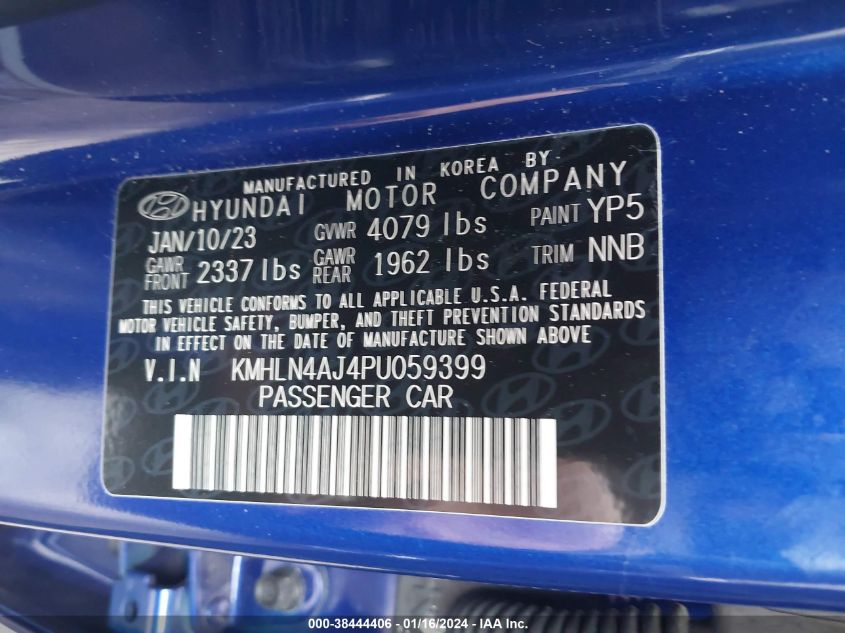 MANUFACTURED IN KOREA BY
HYUNDAI MOTOR COMPANY
JAN/10/23 GVWR 4079 lbs PAINT YP5
GAWR FRONT 2337 lbs GAWR REAR 1962 lbs TRIM NNB
THIS VEHICLE CONFORMS TO ALL APPLICABLE U.S.A. FEDERAL
MOTOR VEHICLE SAFETY, BUMPER, AND THEFT PREVENTION STANDARDS
IN EFFECT ON THE DATE OF MANUFACTURE SHOWN ABOVE
V.I.N KMHLN4AJ4PU059399
PASSENGER CAR
000-38444406 - 01/16/2024 - IAAI.com